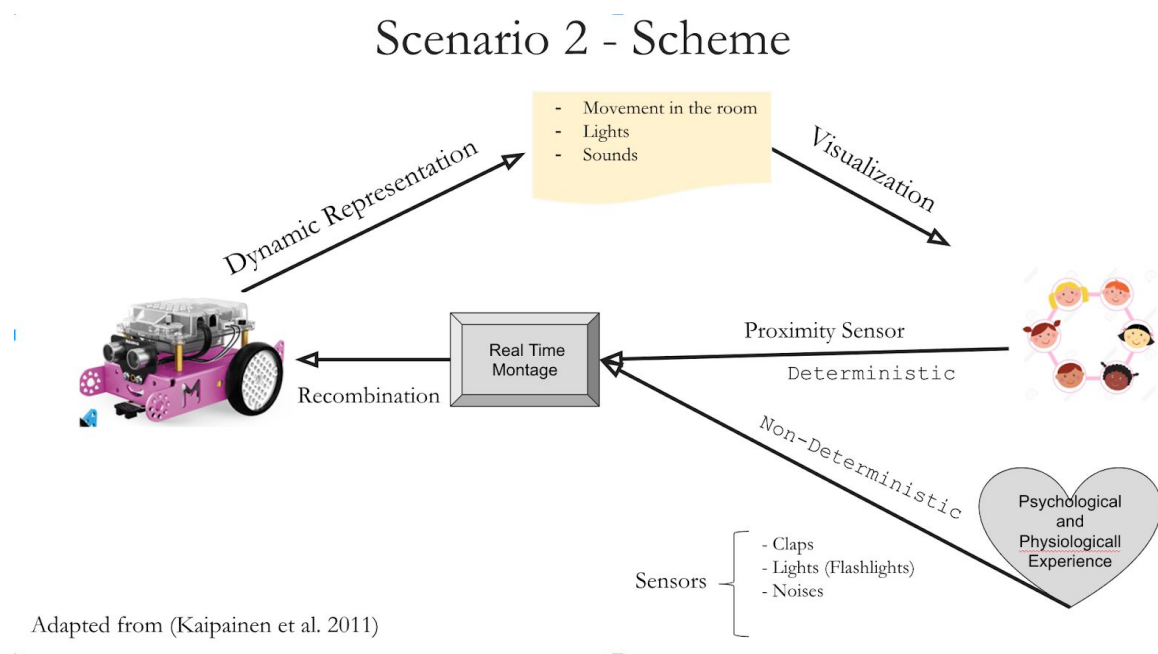 Scenario 2 - Scheme
- Movement in the room
- Lights
- Sounds
Dynamic Representation
Visualization
Real Time
Montage
Proximity Sensor
Deterministic
Recombination
Non-Deterministic
Psychological
and
Physiologicall
Experience
Sensors
- Claps
- Lights (Flashlights)
- Noises
Adapted from (Kaipainen et al. 2011)
M